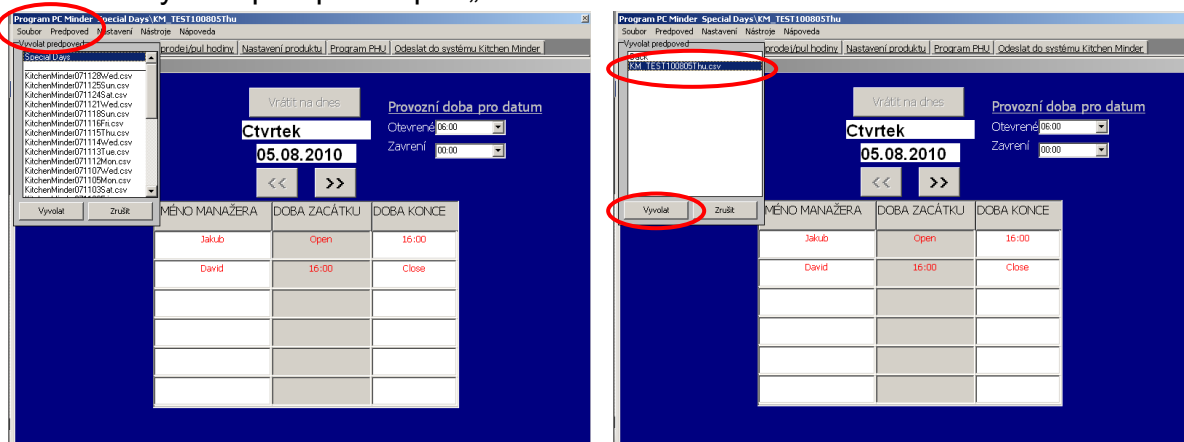 Program PC Minder Special Days\KM_TEST100805Thu
Soubor Predpoved Nastavení Nástroje Nápoveda
Vyvolat predpoved
prodej/pul hodiny Nastavení produktu Program PHU Odeslat do systému Kitchen Minder
Special Days
KitchenMinder071128Wed.csv
KitchenMinder071125Sun.csv
KitchenMinder071124Sat.csv
KitchenMinder071121Wed.csv
KitchenMinder071118Sun.csv
KitchenMinder071116Fri.csv
KitchenMinder071115Thu.csv
KitchenMinder071114Wed.csv
KitchenMinder071113Tue.csv
KitchenMinder071112Mon.csv
KitchenMinder071107Wed.csv
KitchenMinder071105Mon.csv
KitchenMinder071103Sat.csv
Vyvolat Zrušit
Vrátit na dnes
Ctvrtek
05.08.2010
<< >>
Provozní doba pro datum
Otevrené 06:00
Zavrení 00:00
MÉNO MANAŽERA DOBA ZACÁTKU DOBA KONCE
Jakub Open 16:00
David 16:00 Close
Program PC Minder Special Days\KM_TEST100805Thu
Soubor Predpoved Nastavení Nástroje Nápoveda
Vyvolat predpoved
prodej/pul hodiny Nastavení produktu Program PHU Odeslat do systému Kitchen Minder
Back
KM_TEST100805Thu.csv
Vyvolat Zrušit
Vrátit na dnes
Ctvrtek
05.08.2010
<< >>
Provozní doba pro datum
Otevrené 06:00
Zavrení 00:00
MÉNO MANAŽERA DOBA ZACÁTKU DOBA KONCE
Jakub Open 16:00
David 16:00 Close